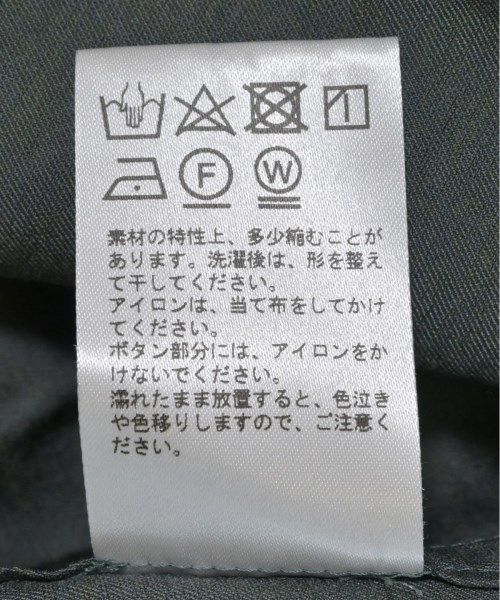 F W
素材の特性上、多少縮むことが
あります。洗濯後は、形を整え
て干してください。
アイロンは、当て布をしてかけ
てください。
ボタン部分には、アイロンをか
けないでください。
濡れたまま放置すると、色泣き
や色移りしますので、ご注意く
ださい。